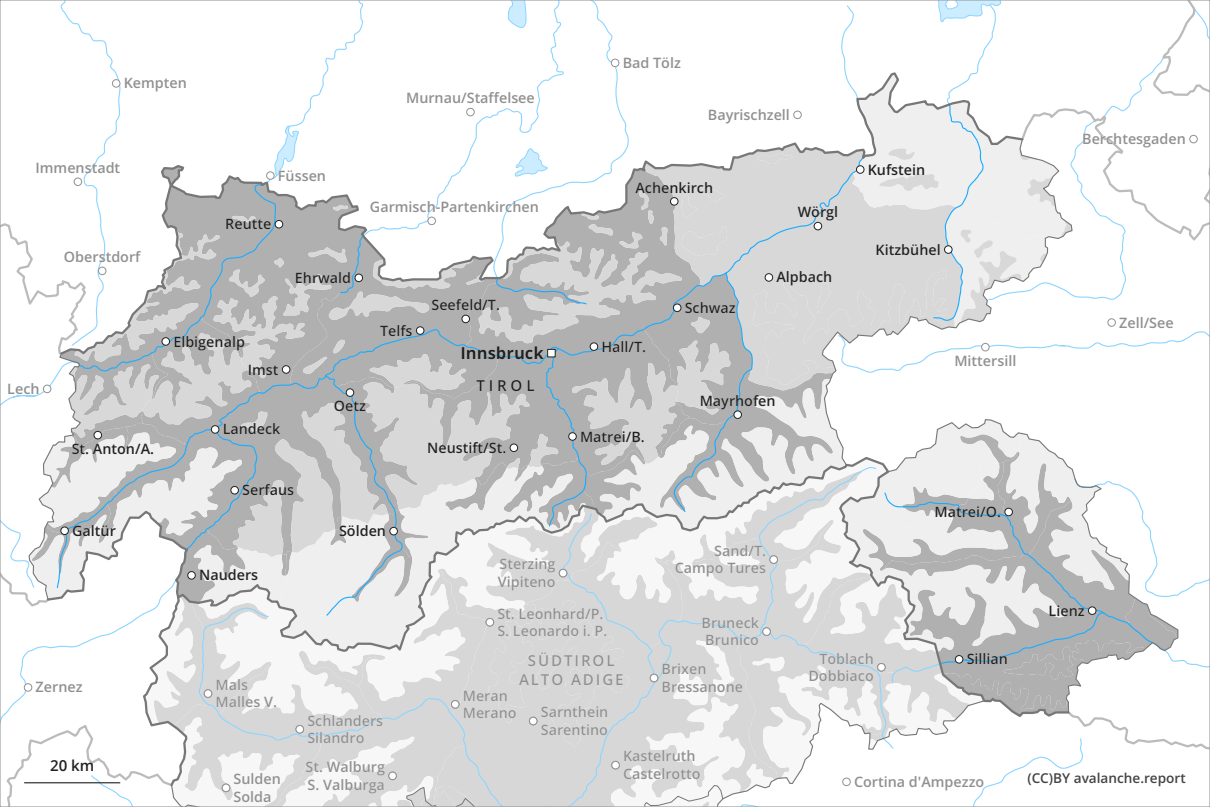 Bad Tölz
Kempten
Murnau/Staffelsee
Bayrischzell
Berchtesgaden
Immenstadt
Füssen
Kufstein
Achenkirch
Garmisch-Partenkirchen
Wörgl
Reutte
Kitzbühel
Oberstdorf
Ehrwald
Alpbach
Seefeld/T.
Schwaz
Zell/See
Telfs
Elbigenalp
Innsbruck
Hall/T.
Mittersill
Imst
TIROL
Lech
Oetz
Mayrhofen
Landeck
Matrei/B.
St. Anton/A.
Neustift/St.
Serfaus
Matrei/O.
Galtür
Sölden
Sand/T.
Campo Tures
Sterzing
Vipiteno
Nauders
St. Leonhard/P.
S. Leonardo i. P.
Lienz
Bruneck
Brunico
SÜDTIROL
ALTO ADIGE
Sillian
Toblach
Dobbiaco
Brixen
Bressanone
Zernez
Mals
Malles V.
Meran
Merano
Sarnthein
Sarentino
Schlanders
Silandro
Kastelruth
Castelrotto
20 km
St. Walburg
S. Valburga
Sulden
Solda
Cortina d'Ampezzo
(CC)BY avalanche.report